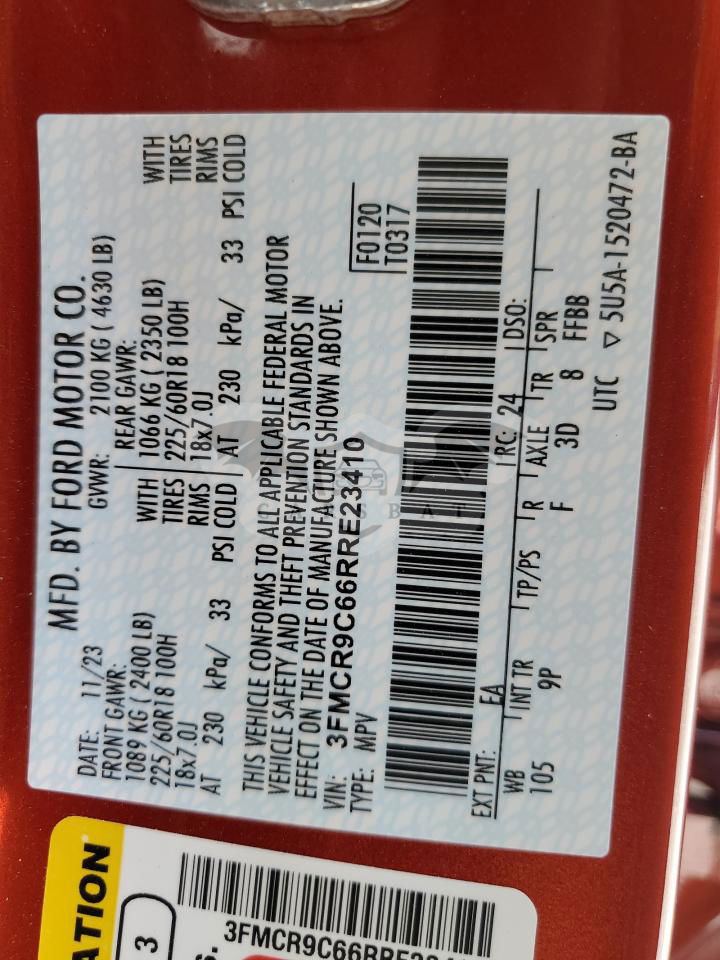 MFD. BY FORD MOTOR CO.
DATE: 11/23 GVWR: 2100 KG ( 4630 LB)
FRONT GAWR: REAR GAWR:
1089 KG ( 2400 LB) WITH 1066 KG ( 2350 LB) WITH
225/60R18 100H TIRES 225/60R18 100H TIRES
18x7.0J RIMS 18x7.0J RIMS
AT 230 kPa/ 33 PSI COLD AT 230 kPa/ 33 PSI COLD
THIS VEHICLE CONFORMS TO ALL APPLICABLE FEDERAL MOTOR
VEHICLE SAFETY AND THEFT PREVENTION STANDARDS IN
EFFECT ON THE DATE OF MANUFACTURE SHOWN ABOVE.
VIN: 3FMCR9C66RRE23410
TYPE: MPV
F0120
T0317
EXT PNT: EA RC: 24 DSO:
WB INT TR TP/PS R AXLE TR SPR
105 9P F 3D 8 FFBB
UTC ▽ 5U5A-1520472-BA
ATION
3
S.